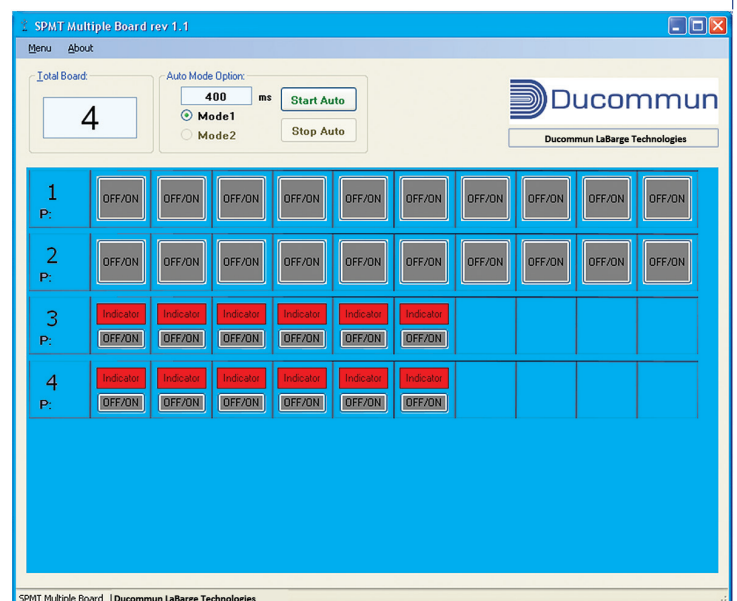 SPMT Multiple Board rev 1.1
Menu About
Total Board:
4
Auto Mode Option:
400 ms
Mode1
Mode2
Start Auto
Stop Auto
Ducommun
Ducommun LaBarge Technologies
1 P: OFF/ON OFF/ON OFF/ON OFF/ON OFF/ON OFF/ON OFF/ON OFF/ON OFF/ON OFF/ON
2 P: OFF/ON OFF/ON OFF/ON OFF/ON OFF/ON OFF/ON OFF/ON OFF/ON OFF/ON OFF/ON
3 Indicator Indicator Indicator Indicator Indicator Indicator
P: OFF/ON OFF/ON OFF/ON OFF/ON OFF/ON OFF/ON
4 Indicator Indicator Indicator Indicator Indicator Indicator
P: OFF/ON OFF/ON OFF/ON OFF/ON OFF/ON OFF/ON
SPMT Multiple Board | Ducommun LaBarge Technologies